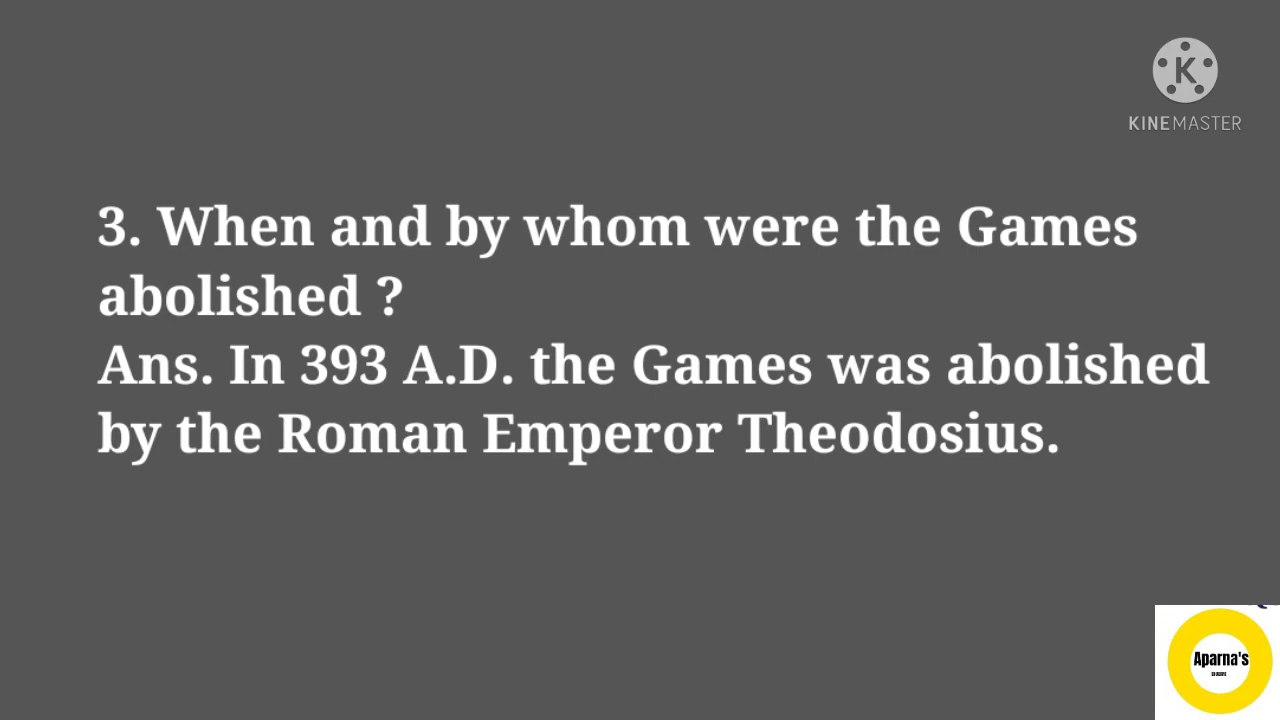 K
KINEMASTER
3. When and by whom were the Games
abolished ?
Ans. In 393 A.D. the Games was abolished
by the Roman Emperor Theodosius.
Aparna's